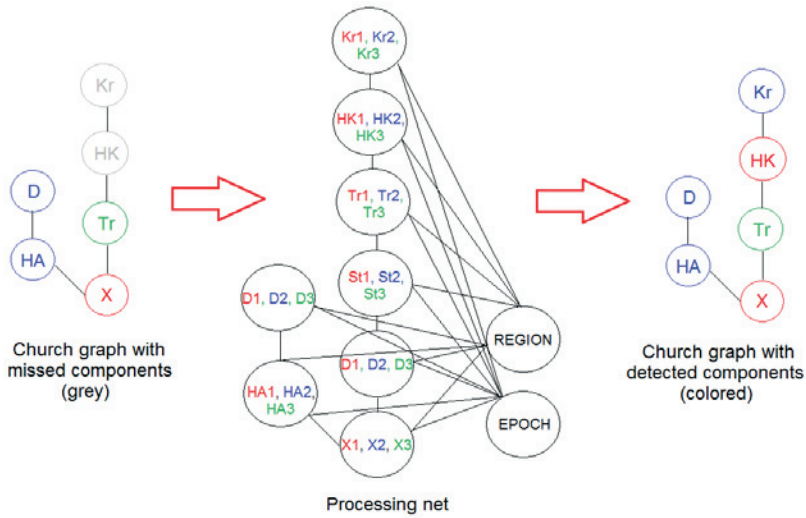 Kr
HK
D
Tr
HA
X
Church graph with
missed components
(grey)
Kr1, Kr2,
Kr3
HK1, HK2,
HK3
Tr1, Tr2,
Tr3
St1, St2,
St3
D1, D2, D3
D1, D2, D3
HA1, HA2,
HA3
X1, X2, X3
REGION
EPOCH
Processing net
Kr
HK
D
Tr
HA
X
Church graph with
detected components
(colored)